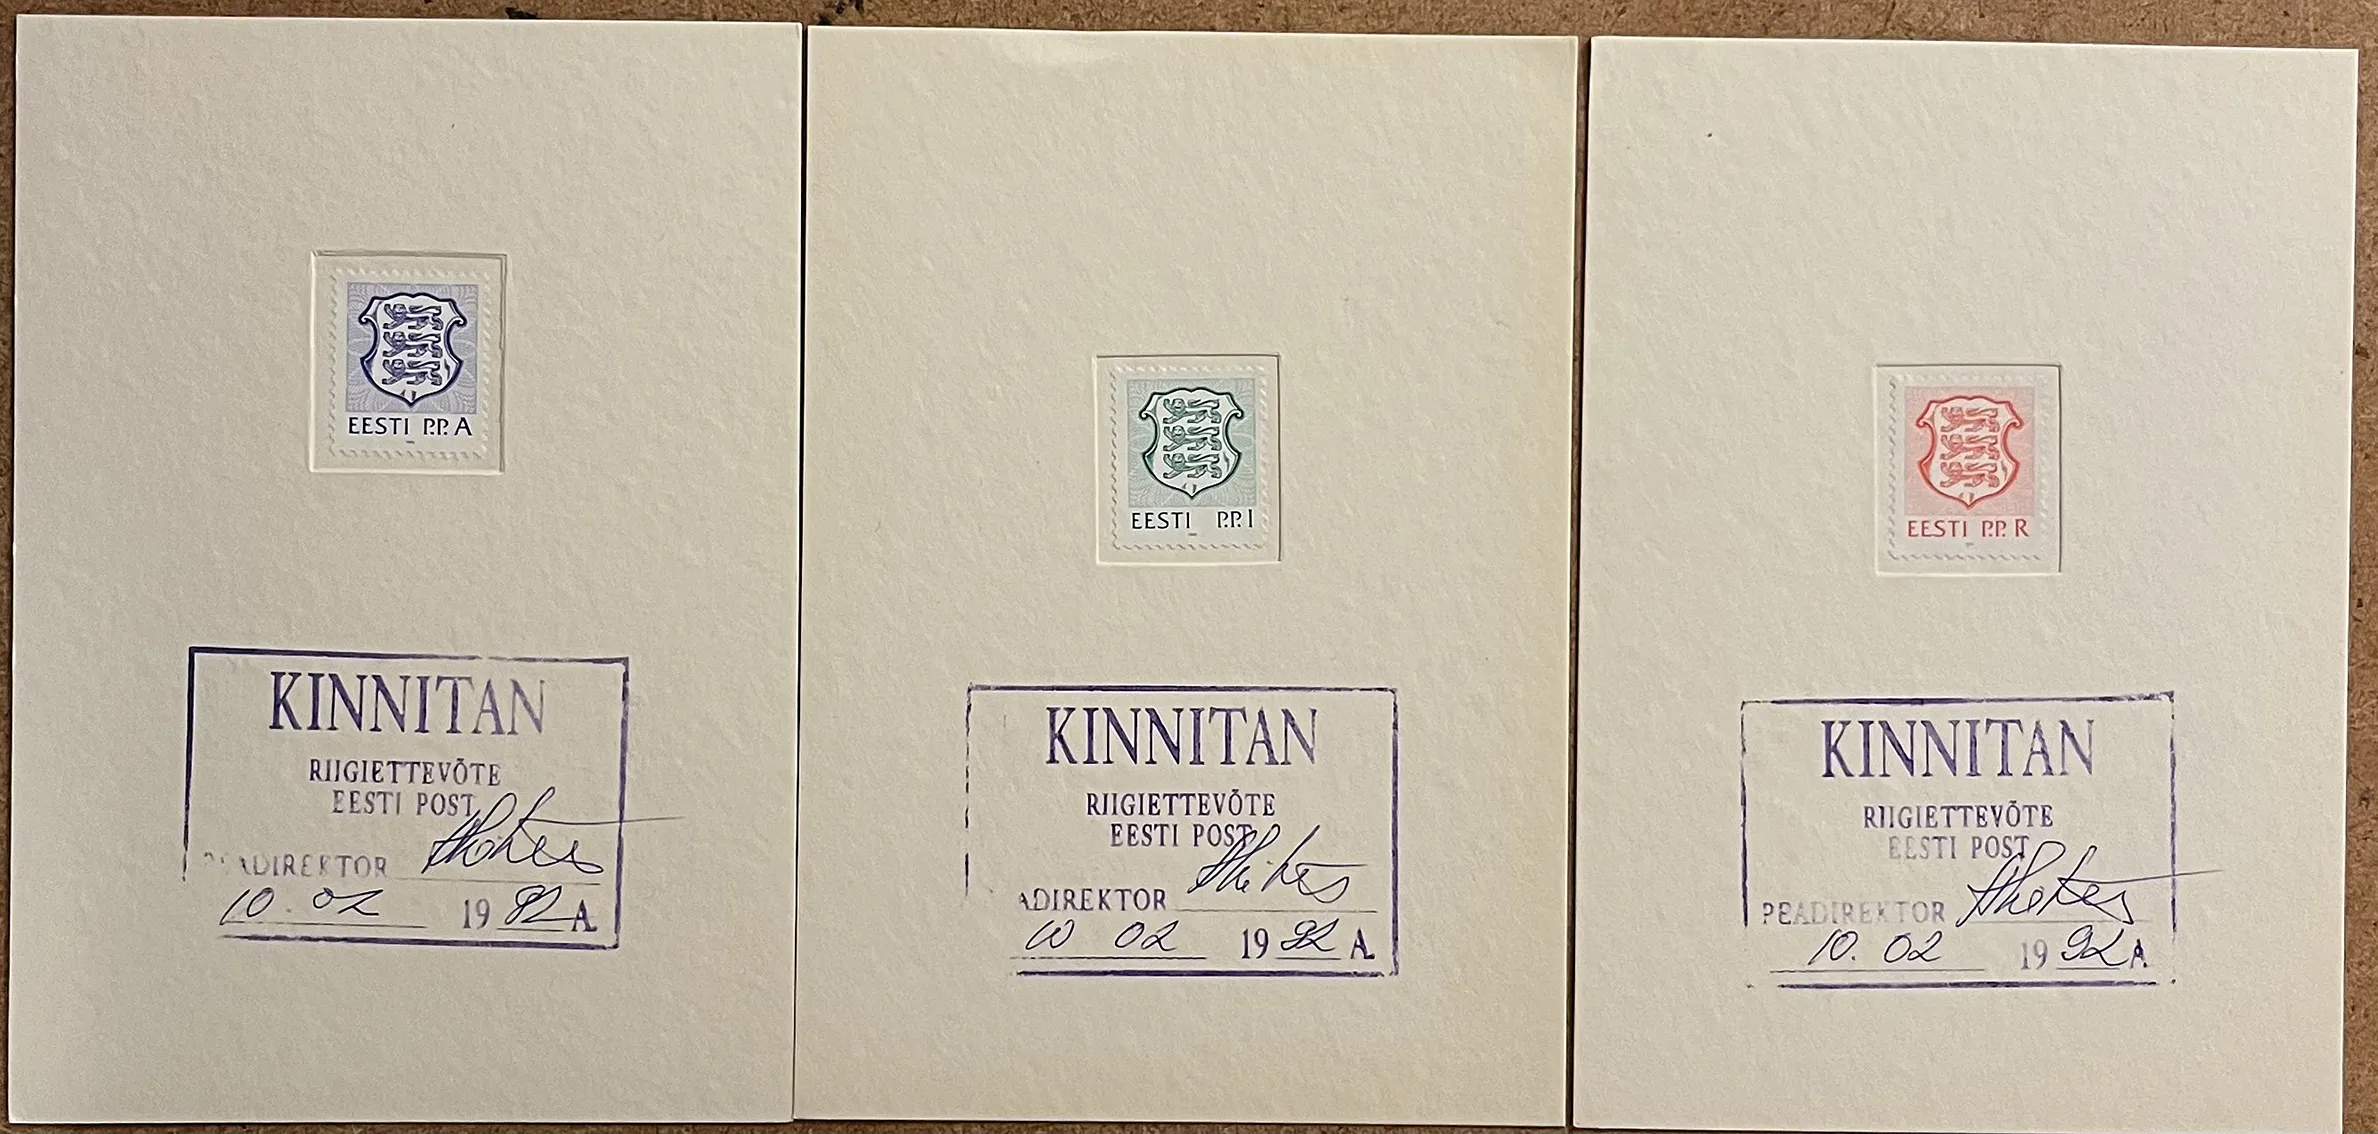 EESTI P.P. A
KINNITAN
RIIGIETTEVÕTE
EESTI POST
ADIREKTOR
10. 02 1992 A.
EESTI P.P. I
KINNITAN
RIIGIETTEVÕTE
EESTI POST
ADIREKTOR
10 02 1992 A.
EESTI P.P. R
KINNITAN
RIIGIETTEVÕTE
EESTI POST
PEADIREKTOR
10. 02 1992 A.